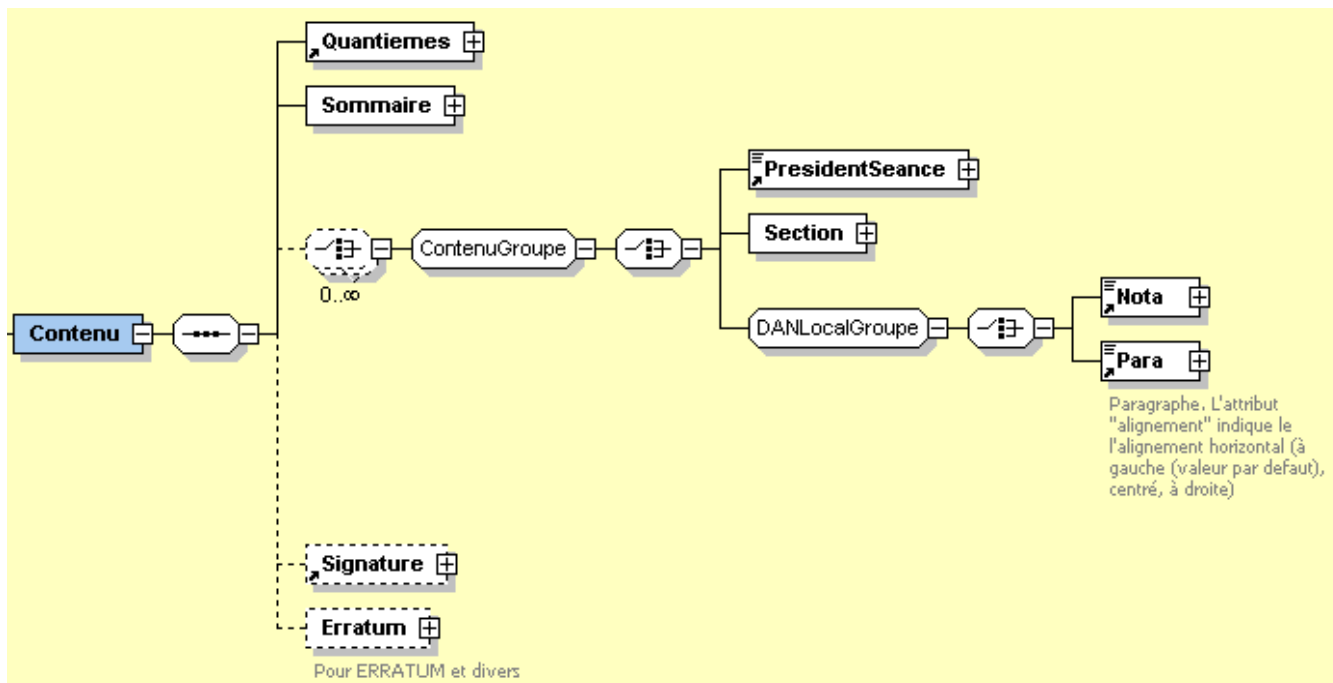 Quantiemes
Sommaire
PresidentSeance
Section
ContenuGroupe
0..∞
Nota
DANLocalGroupe
Contenu
Para
Paragraphe. L'attribut
"alignement" indique le
l'alignement horizontal (à
gauche (valeur par defaut),
centré, à droite)
Signature
Erratum
Pour ERRATUM et divers